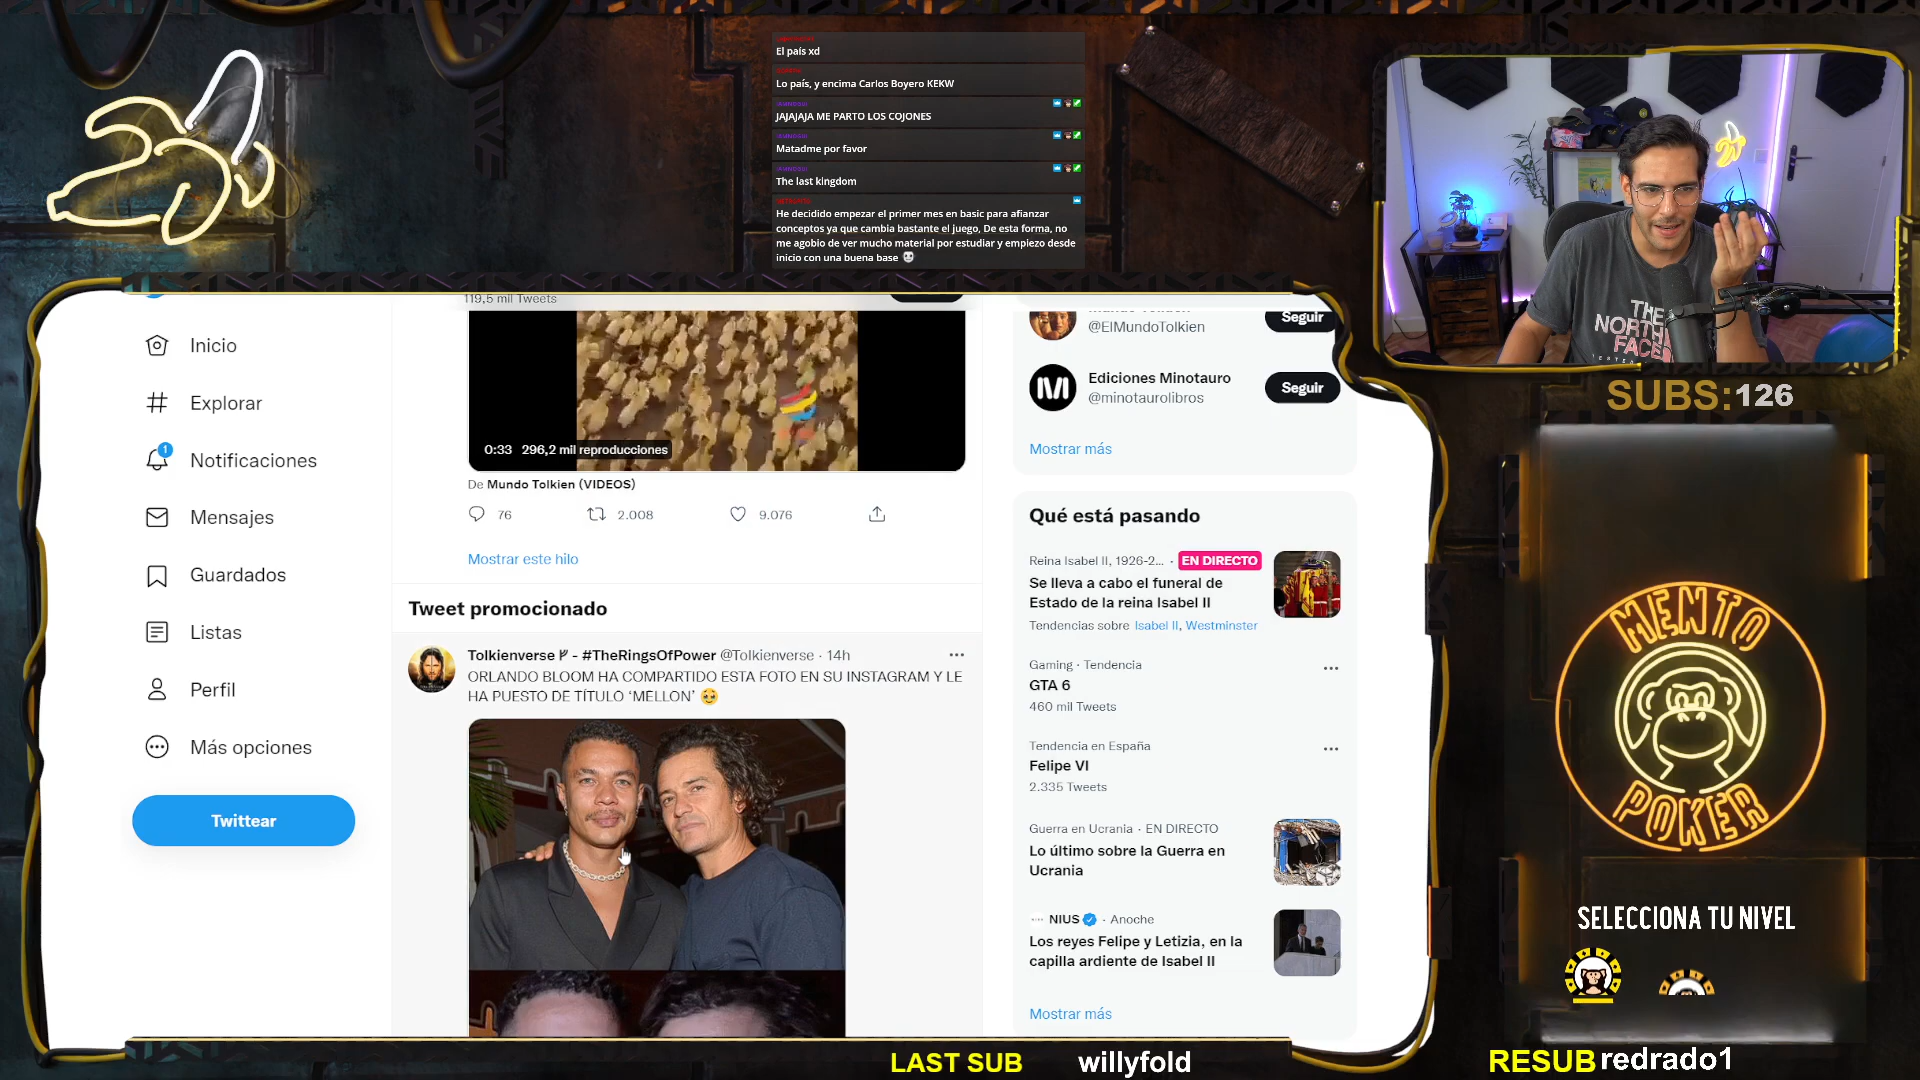 El país xd
Lo país, y encima Carlos Boyero KEKW
JAJAJAJA ME PARTO LOS COJONES
Matadme por favor
The last kingdom
He decidido empezar el primer mes en basic para afianzar
conceptos ya que cambia bastante el juego, De esta forma, no
me agobio de ver mucho material por estudiar y empiezo desde
inicio con una buena base
THE
NORTH
FACE
SUBS: 126
119,5 mil Tweets
Inicio
Explorar
1
Notificaciones
Mensajes
Guardados
Listas
Perfil
Más opciones
Twittear
0:33 296,2 mil reproducciones
De Mundo Tolkien (VIDEOS)
76 2.008 9.076
Mostrar este hilo
Tweet promocionado
Tolkienverse - #TheRingsOfPower @Tolkienverse · 14h
ORLANDO BLOOM HA COMPARTIDO ESTA FOTO EN SU INSTAGRAM Y LE
HA PUESTO DE TÍTULO ‘MELLON’
@ElMundoTolkien
Seguir
Ediciones Minotauro
@minotaurolibros
Seguir
Mostrar más
Qué está pasando
Reina Isabel II, 1926-2... · EN DIRECTO
Se lleva a cabo el funeral de
Estado de la reina Isabel II
Tendencias sobre Isabel II, Westminster
Gaming · Tendencia
GTA 6
460 mil Tweets
Tendencia en España
Felipe VI
2.335 Tweets
Guerra en Ucrania · EN DIRECTO
Lo último sobre la Guerra en
Ucrania
NIUS · Anoche
Los reyes Felipe y Letizia, en la
capilla ardiente de Isabel II
Mostrar más
MENTO
POKER
SELECCIONA TU NIVEL
LAST SUB willyfold
RESUB redrado1